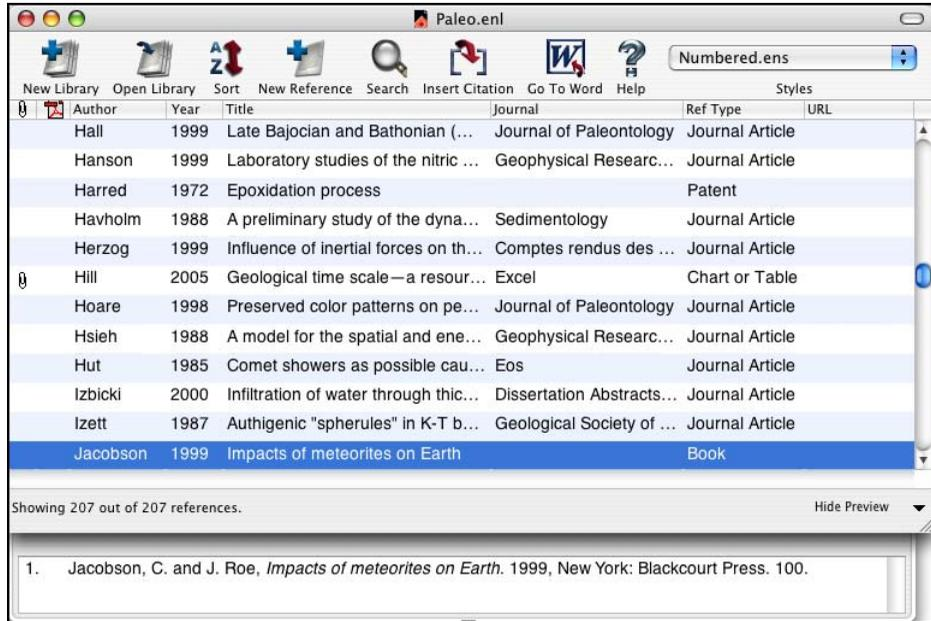 Paleo.enl
Numbered.ens
New Library Open Library Sort New Reference Search Insert Citation Go To Word Help Styles
Author Year Title Journal Ref Type URL
Hall 1999 Late Bajocian and Bathonian (... Journal of Paleontology Journal Article
Hanson 1999 Laboratory studies of the nitric ... Geophysical Researc... Journal Article
Harred 1972 Epoxidation process Patent
Havholm 1988 A preliminary study of the dyna... Sedimentology Journal Article
Herzog 1999 Influence of inertial forces on th... Comptes rendus des ... Journal Article
Hill 2005 Geological time scale—a resour... Excel Chart or Table
Hoare 1998 Preserved color patterns on pe... Journal of Paleontology Journal Article
Hsieh 1988 A model for the spatial and ene... Geophysical Researc... Journal Article
Hut 1985 Comet showers as possible cau... Eos Journal Article
Izbicki 2000 Infiltration of water through thic... Dissertation Abstracts... Journal Article
Izett 1987 Authigenic "spherules" in K-T b... Geological Society of ... Journal Article
Jacobson 1999 Impacts of meteorites on Earth Book
Showing 207 out of 207 references. Hide Preview
1. Jacobson, C. and J. Roe, Impacts of meteorites on Earth. 1999, New York: Blackcourt Press. 100.